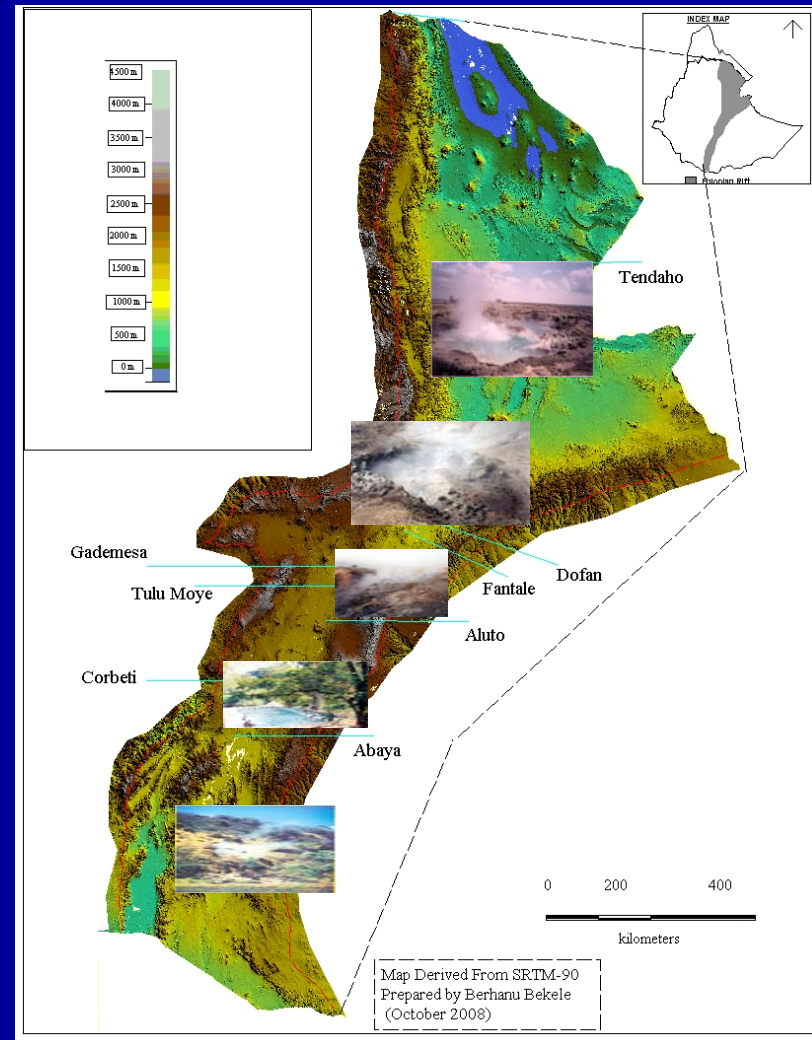 INDEX MAP
Rift
4500 m
4000 m
3500 m
3000 m
2500 m
2000 m
1500 m
1000 m
500 m
0 m
Tendaho
Gademesa
Dofan
Tulu Moye
Fantale
Aluto
Corbeti
Abaya
0 200 400
kilometers
Map Derived From SRTM-90
Prepared by Berhanu Bekele
(October 2008)